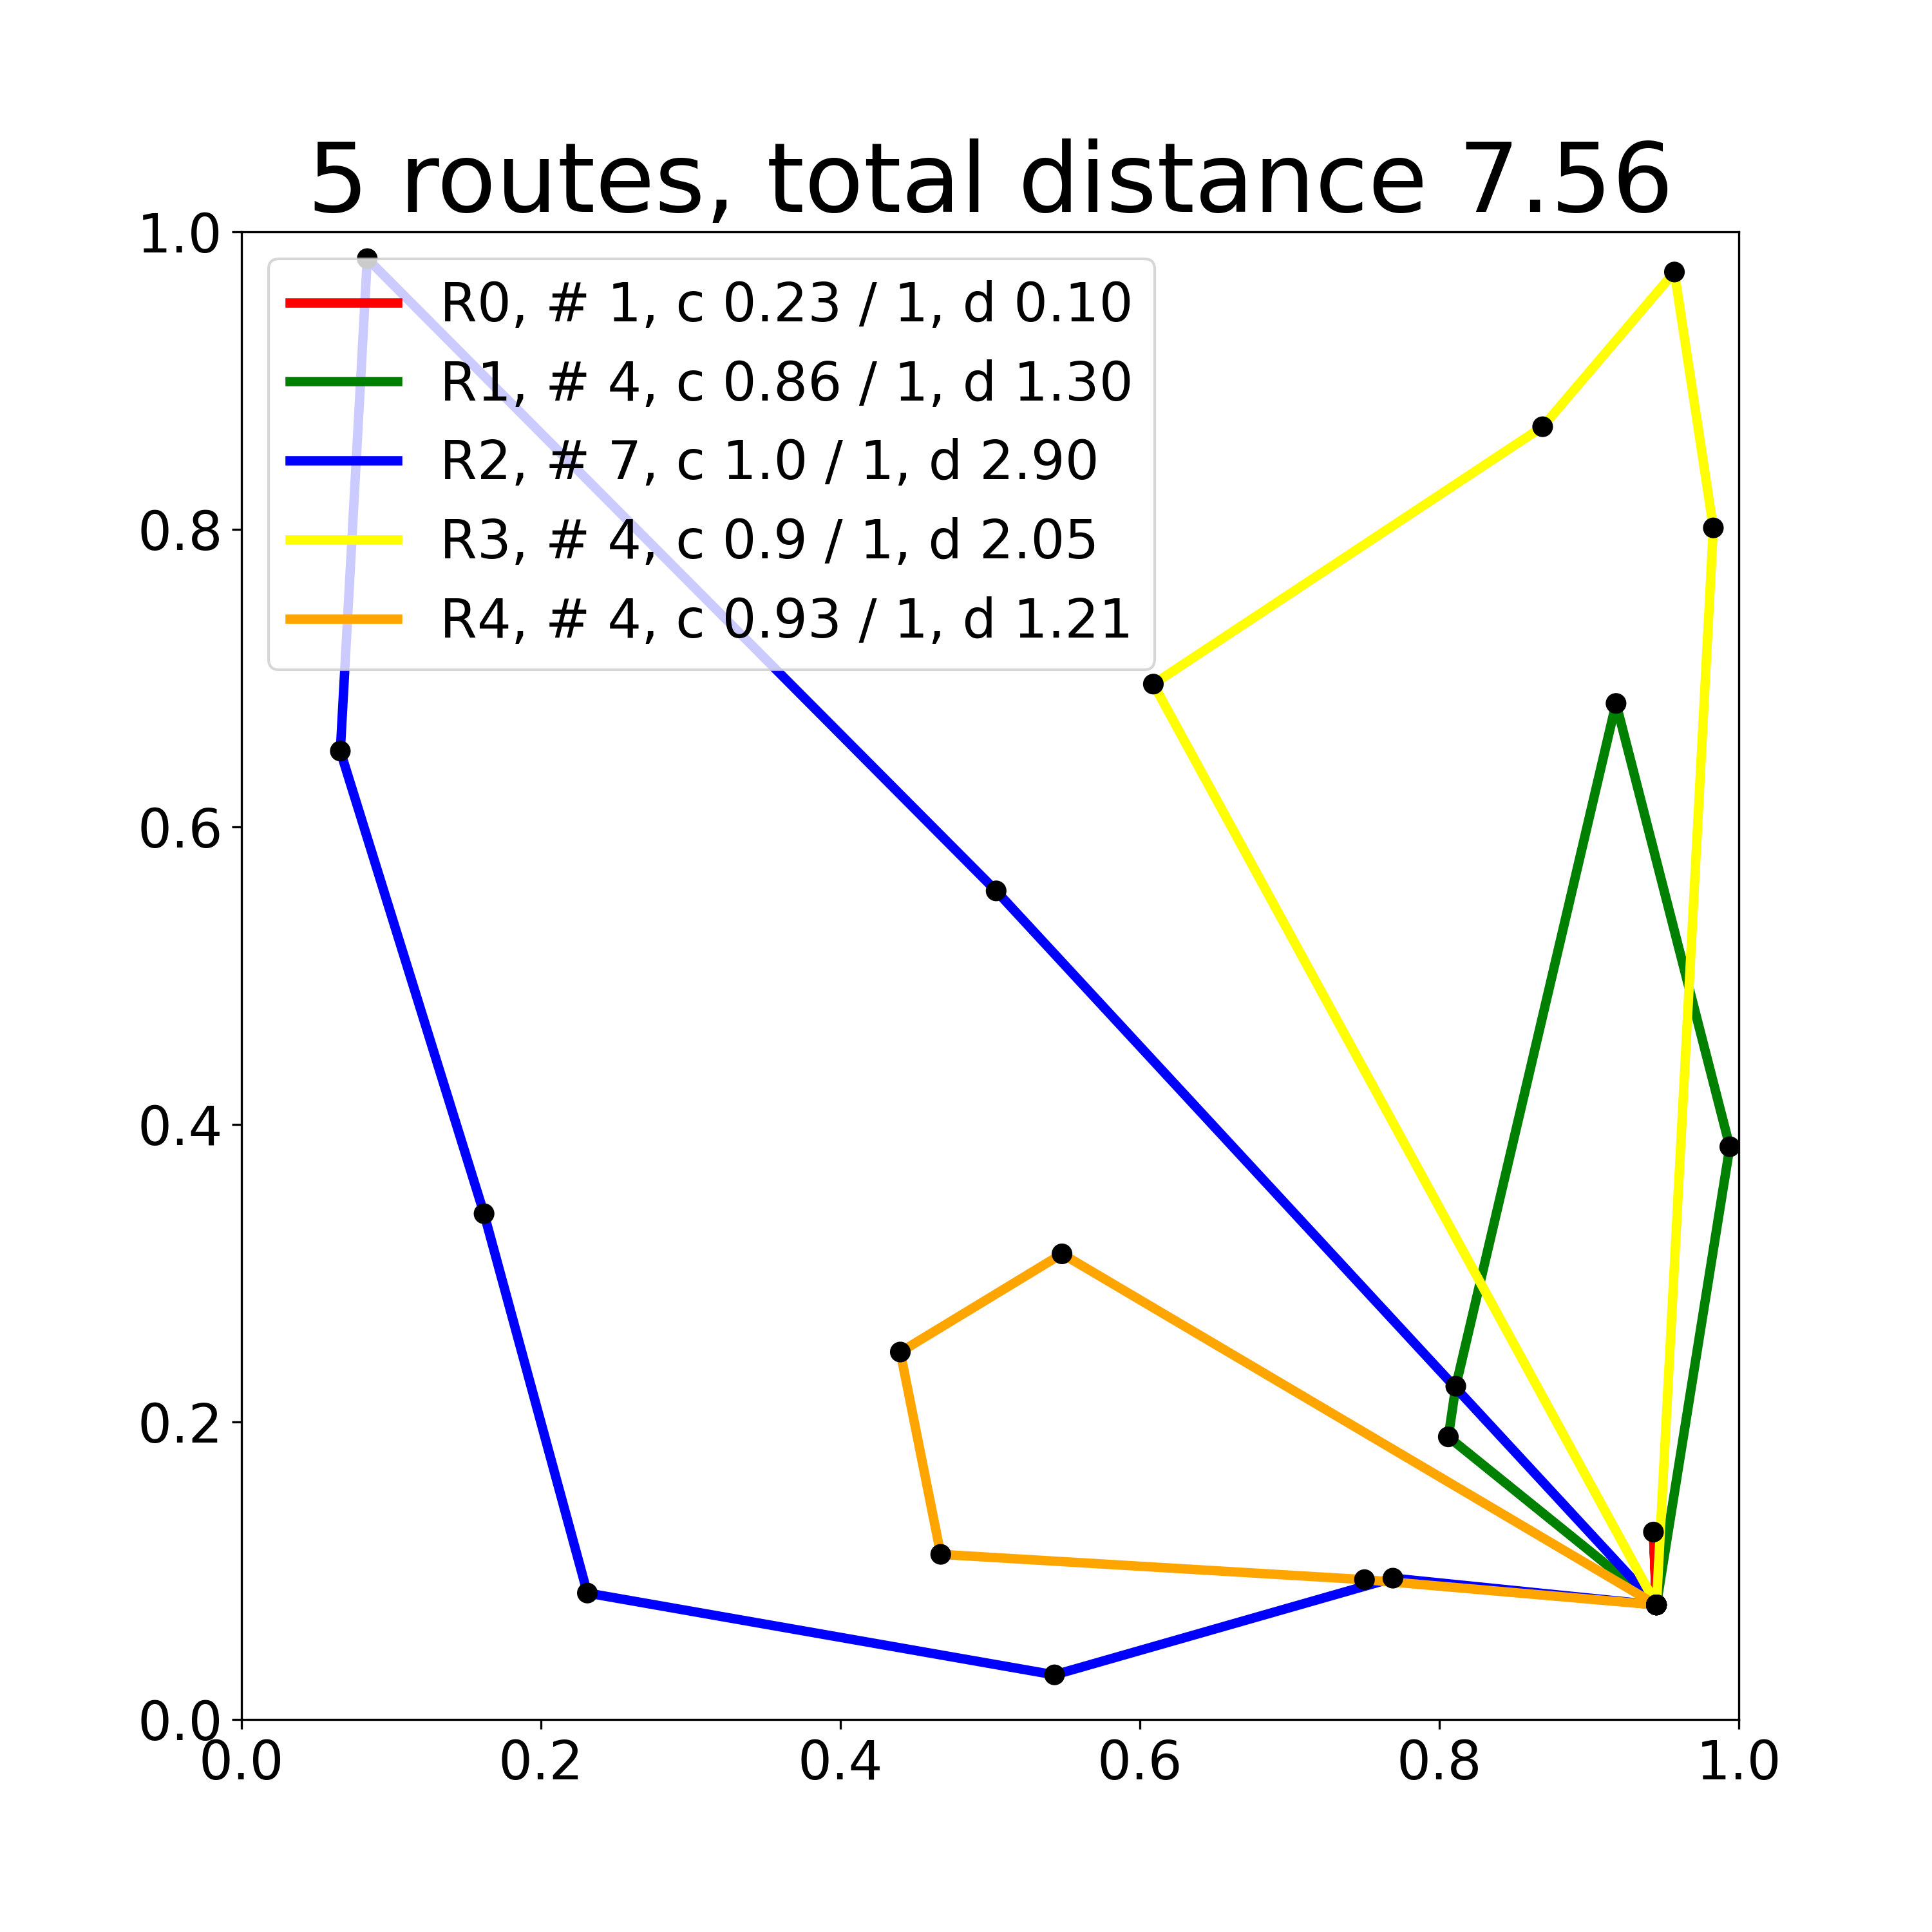 5 routes, total distance 7.56
1.0
R0, # 1, c 0.23 / 1, d 0.10
R1, # 4, c 0.86 / 1, d 1.30
R2, # 7, c 1.0 / 1, d 2.90
0.8
R3, # 4, c 0.9 / 1, d 2.05
R4, # 4, c 0.93 / 1, d 1.21
0.6
0.4
0.2
0.0
0.0 0.2 0.4 0.6 0.8 1.0